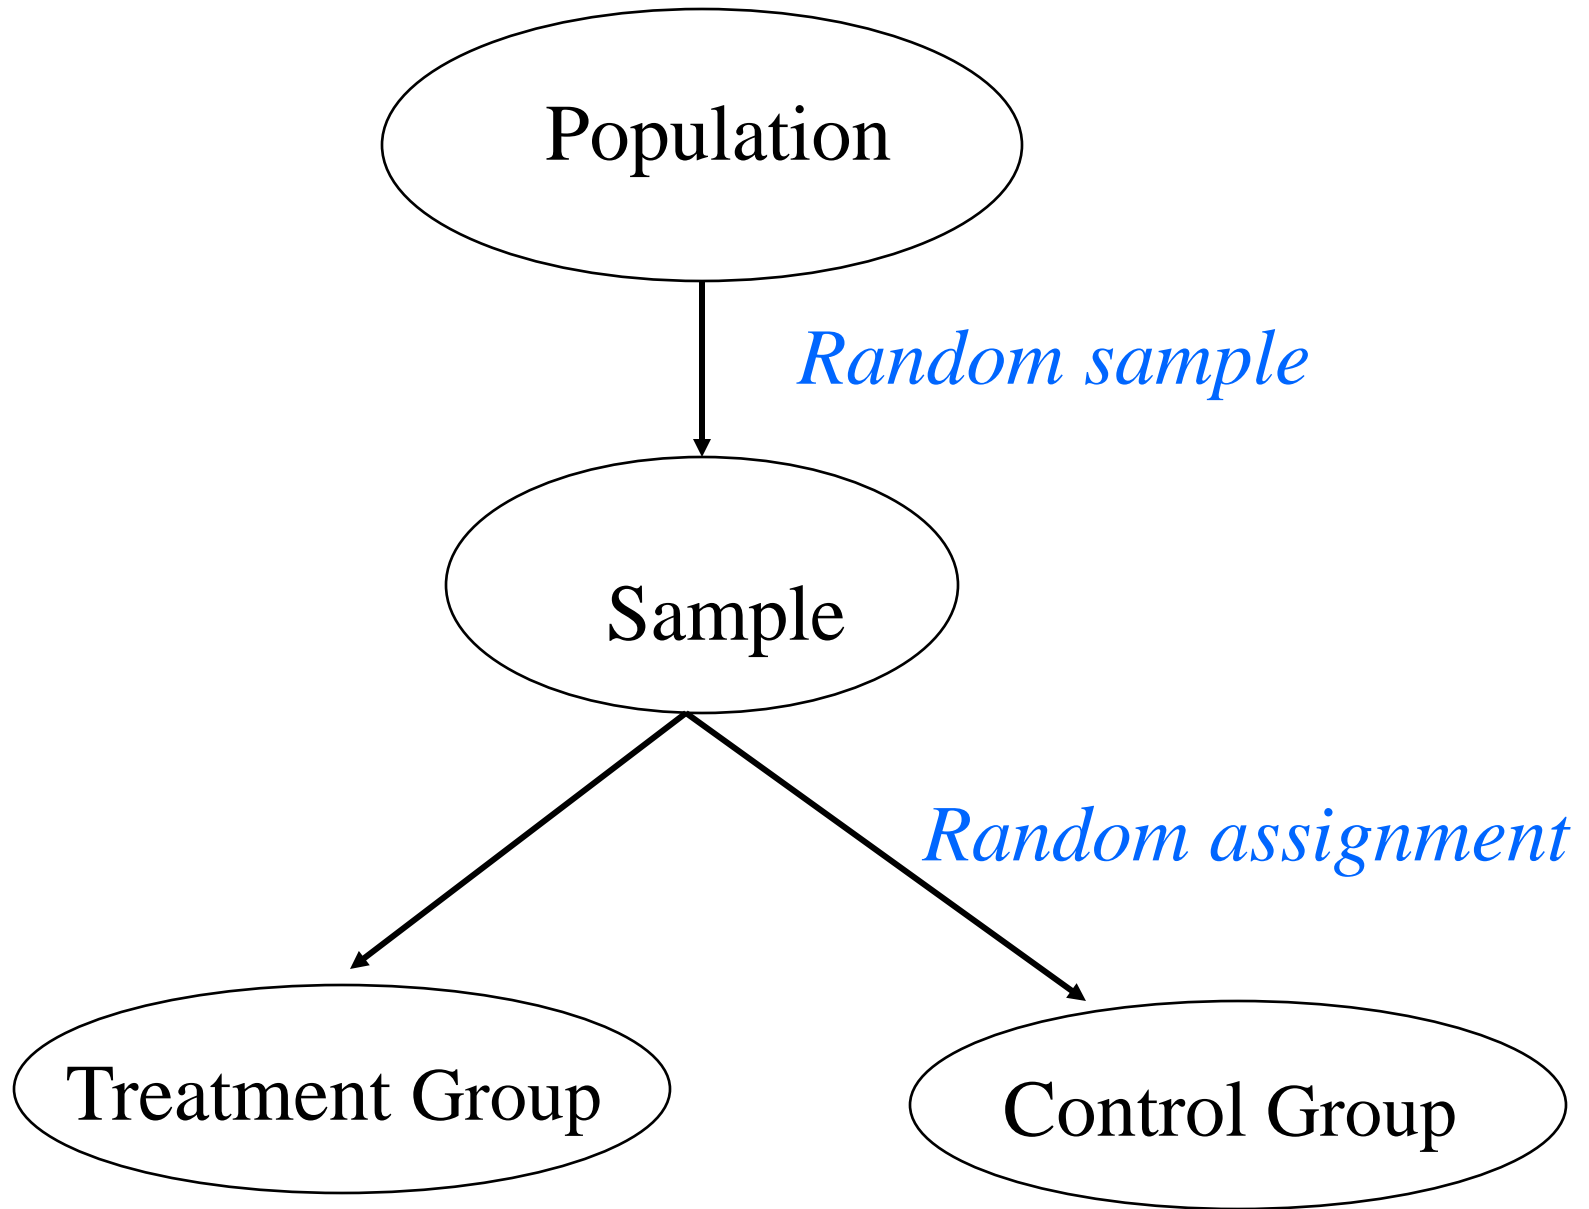 Population
Random sample
Sample
Random assignment
Treatment Group
Control Group